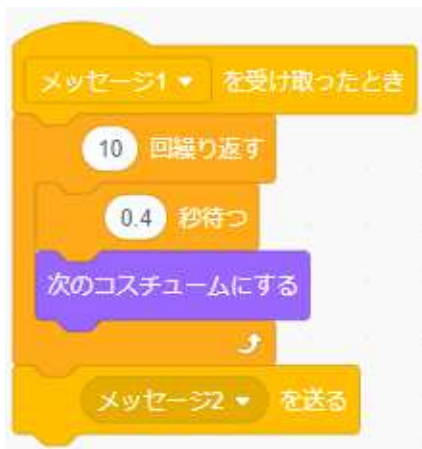 メッセージ1 を受け取ったとき
10 回繰り返す
0.4 秒待つ
次のコスチュームにする
メッセージ2 を送る